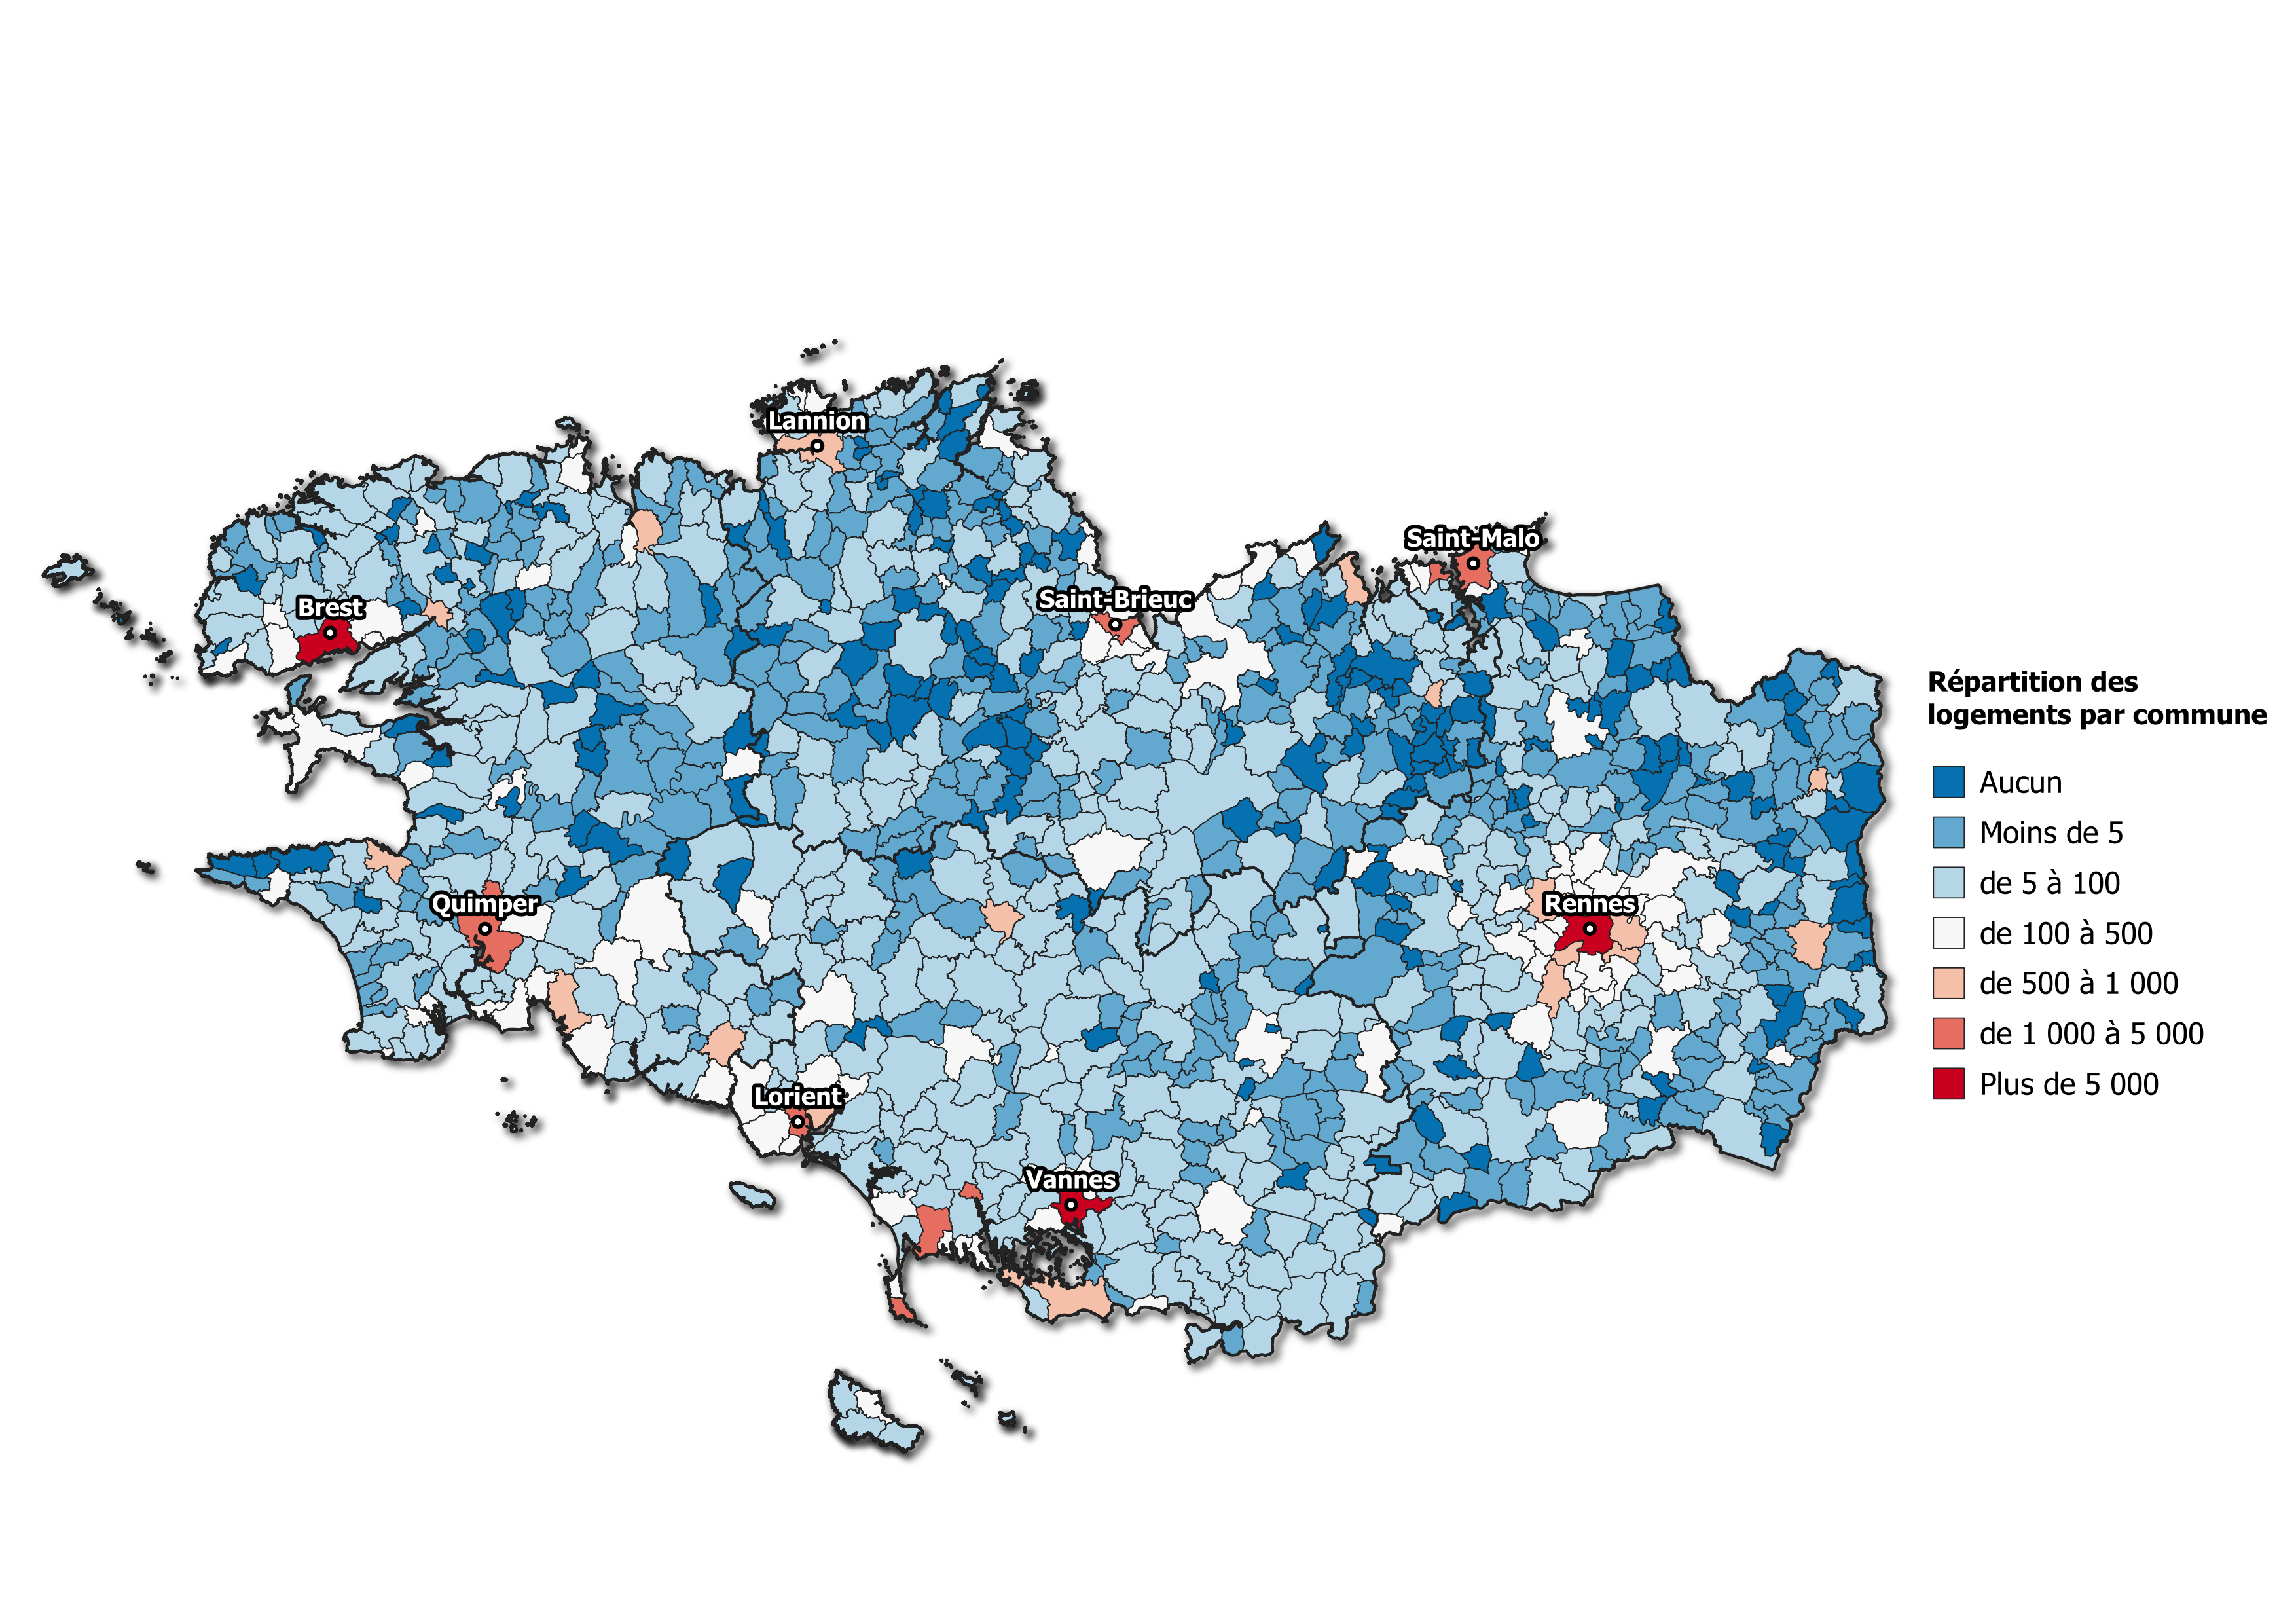 Lannion
Saint-Malo
Saint-Brieuc
Brest
Répartition des
logements par commune
Aucun
Moins de 5
de 5 à 100
de 100 à 500
de 500 à 1 000
de 1 000 à 5 000
Plus de 5 000
Quimper
Rennes
Lorient
Vannes